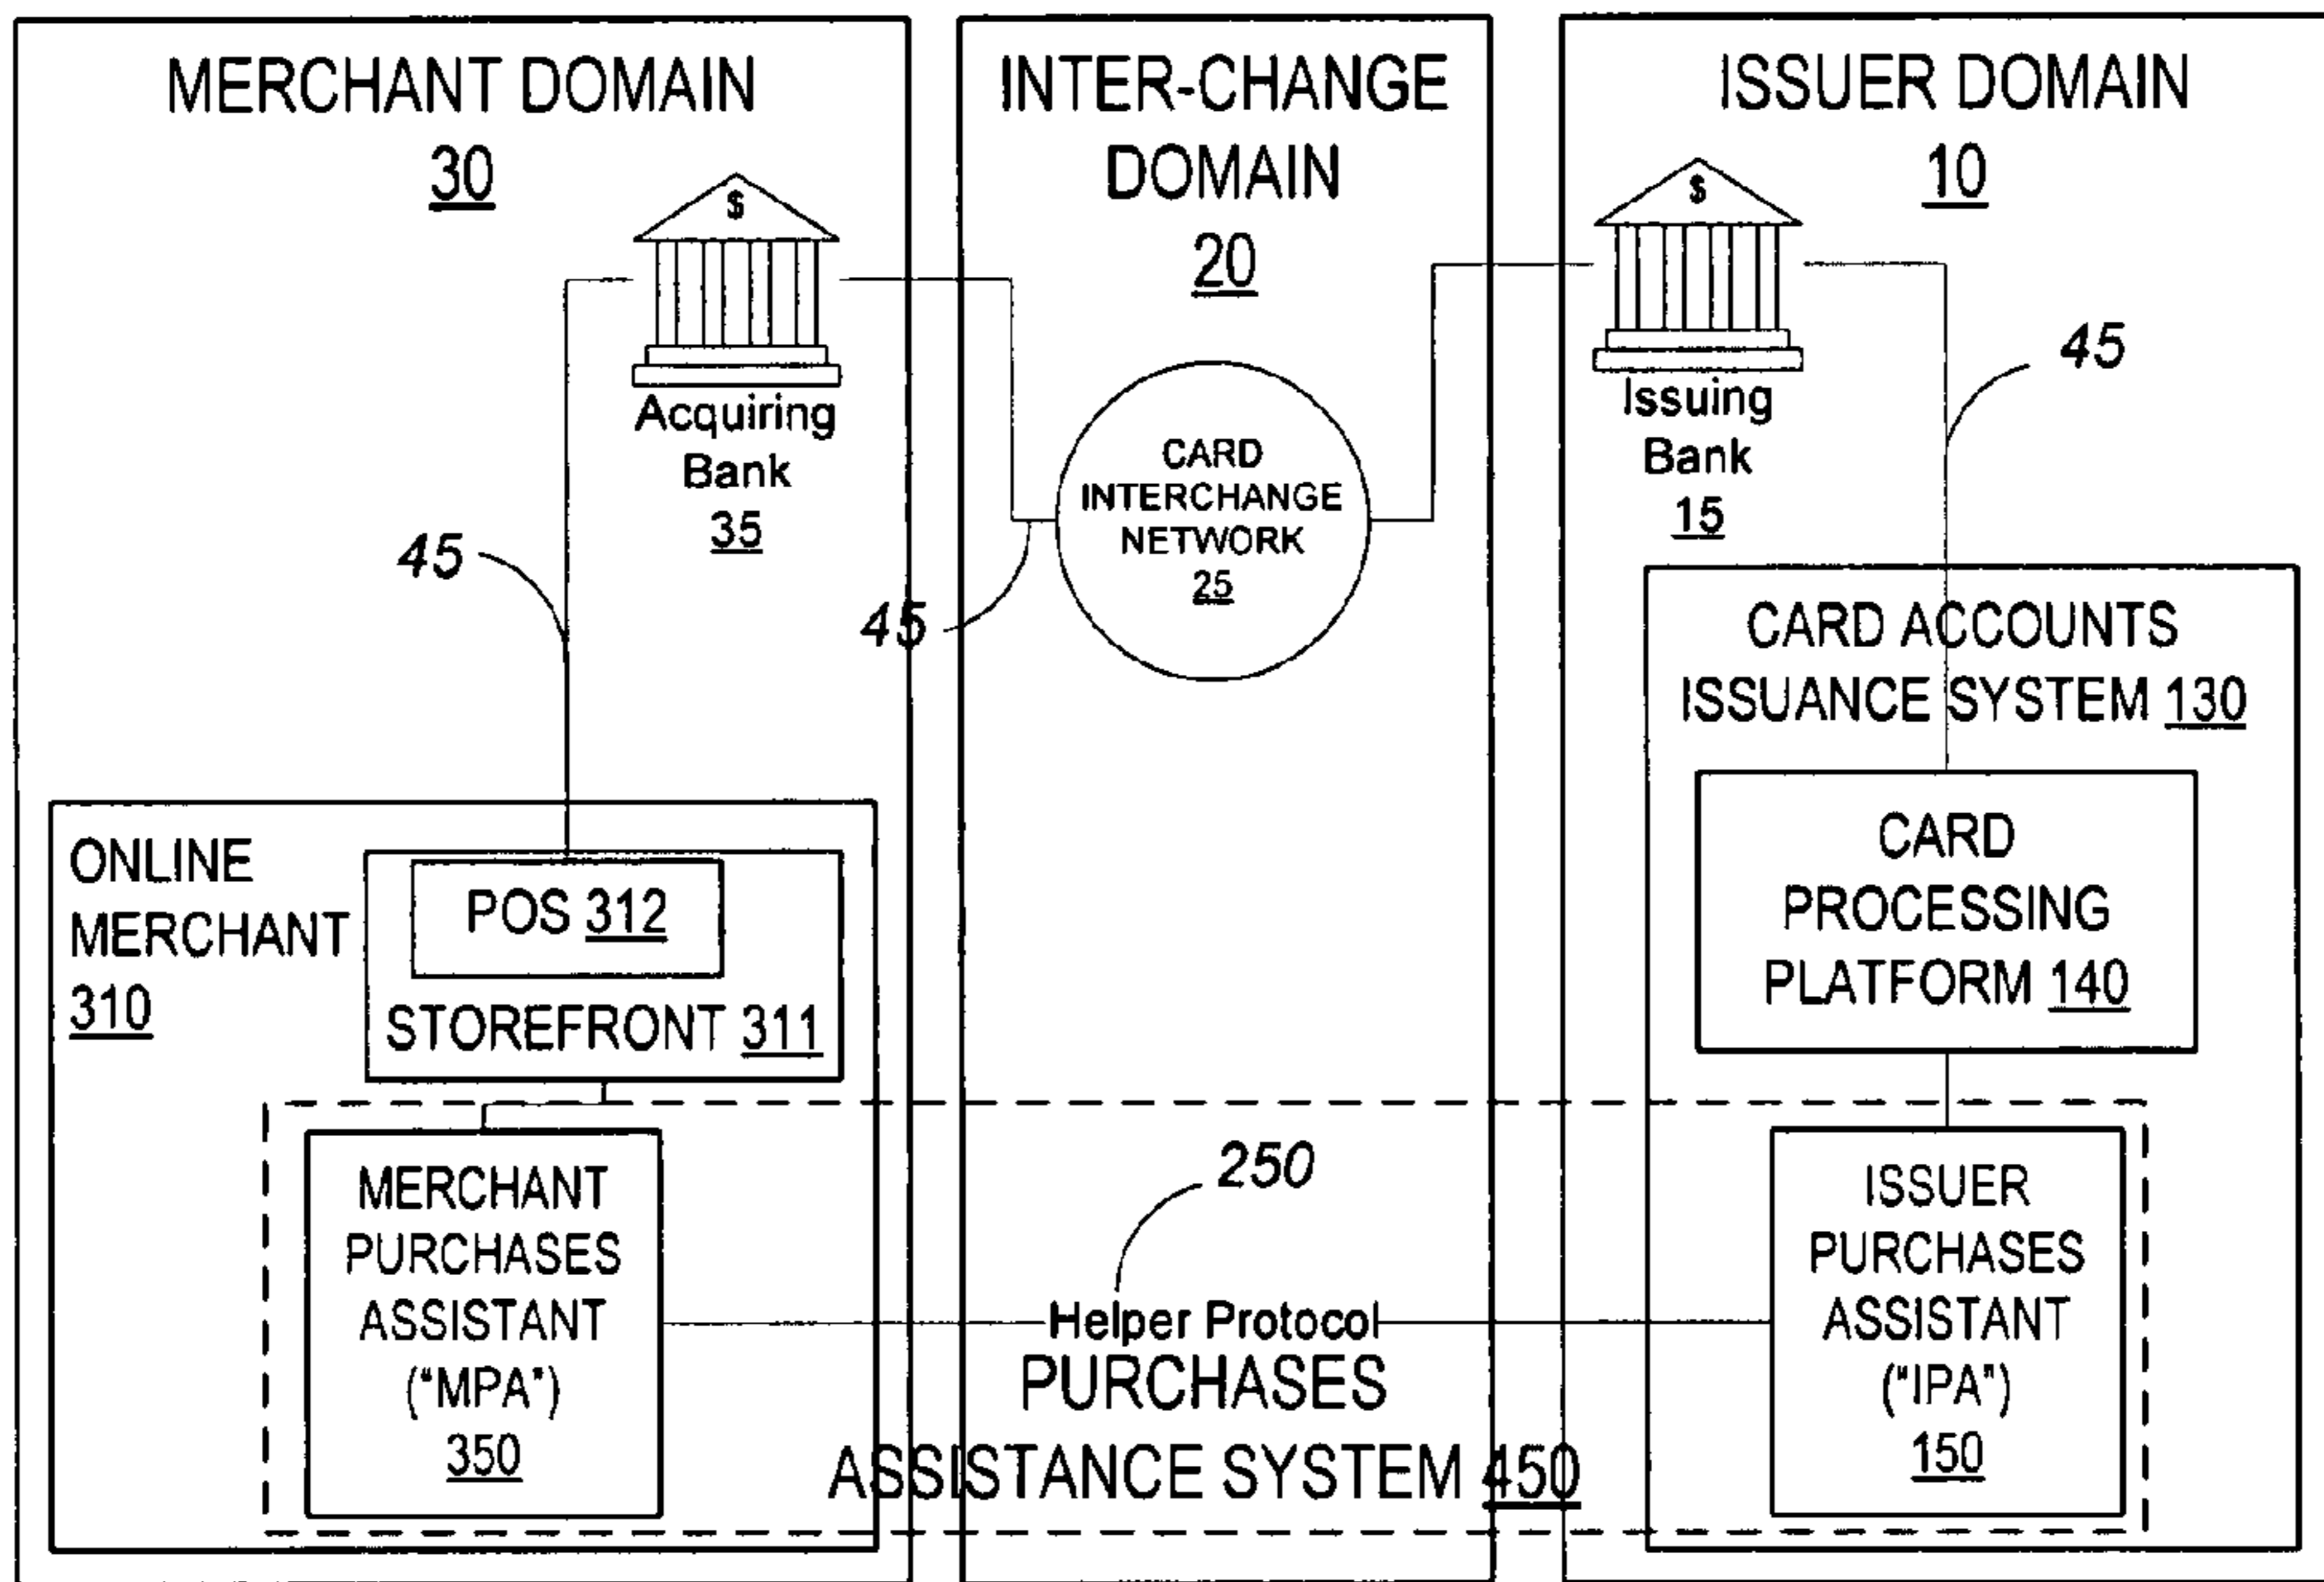 MERCHANT DOMAIN
30
$
Acquiring
Bank
35
45
ONLINE
MERCHANT
310
POS 312
STOREFRONT 311
MERCHANT
PURCHASES
ASSISTANT
("MPA")
350
INTER-CHANGE
DOMAIN
20
CARD
INTERCHANGE
NETWORK
25
45
250
Helper Protocol
PURCHASES
ASSISTANCE SYSTEM 450
ISSUER DOMAIN
10
$
Issuing
Bank
15
45
CARD ACCOUNTS
ISSUANCE SYSTEM 130
CARD
PROCESSING
PLATFORM 140
ISSUER
PURCHASES
ASSISTANT
("IPA")
150